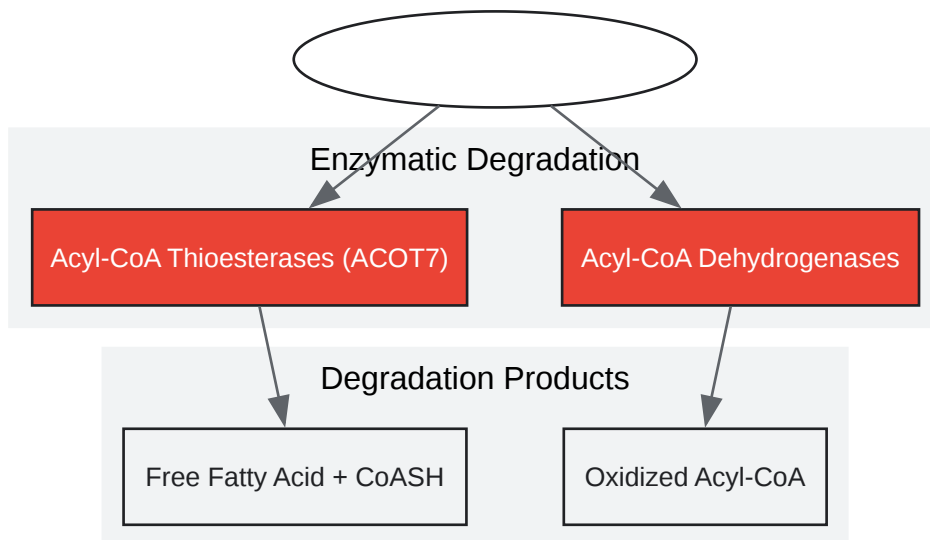 Enzymatic Degradation
Acyl-CoA Thioesterases (ACOT7)
Acyl-CoA Dehydrogenases
Degradation Products
Free Fatty Acid + CoASH
Oxidized Acyl-CoA